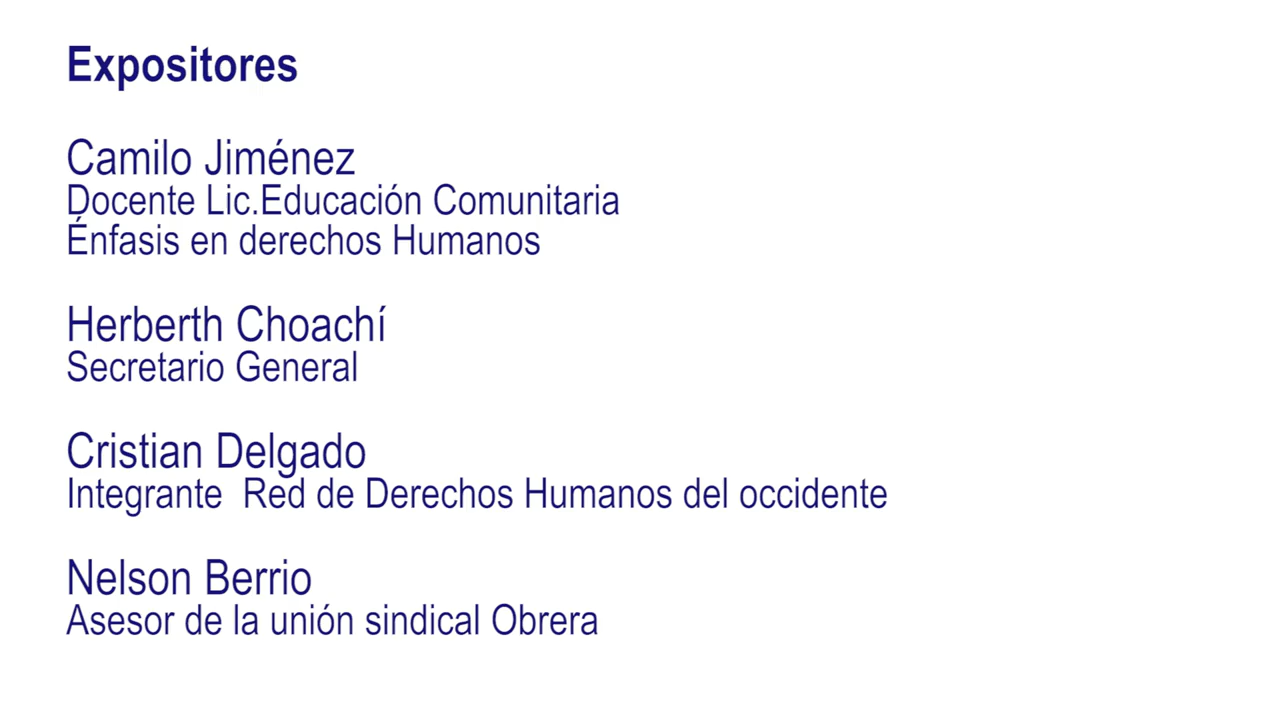 Expositores
Camilo Jiménez
Docente Lic.Educación Comunitaria
Énfasis en derechos Humanos
Herberth Choachí
Secretario General
Cristian Delgado
Integrante  Red de Derechos Humanos del occidente
Nelson Berrio
Asesor de la unión sindical Obrera